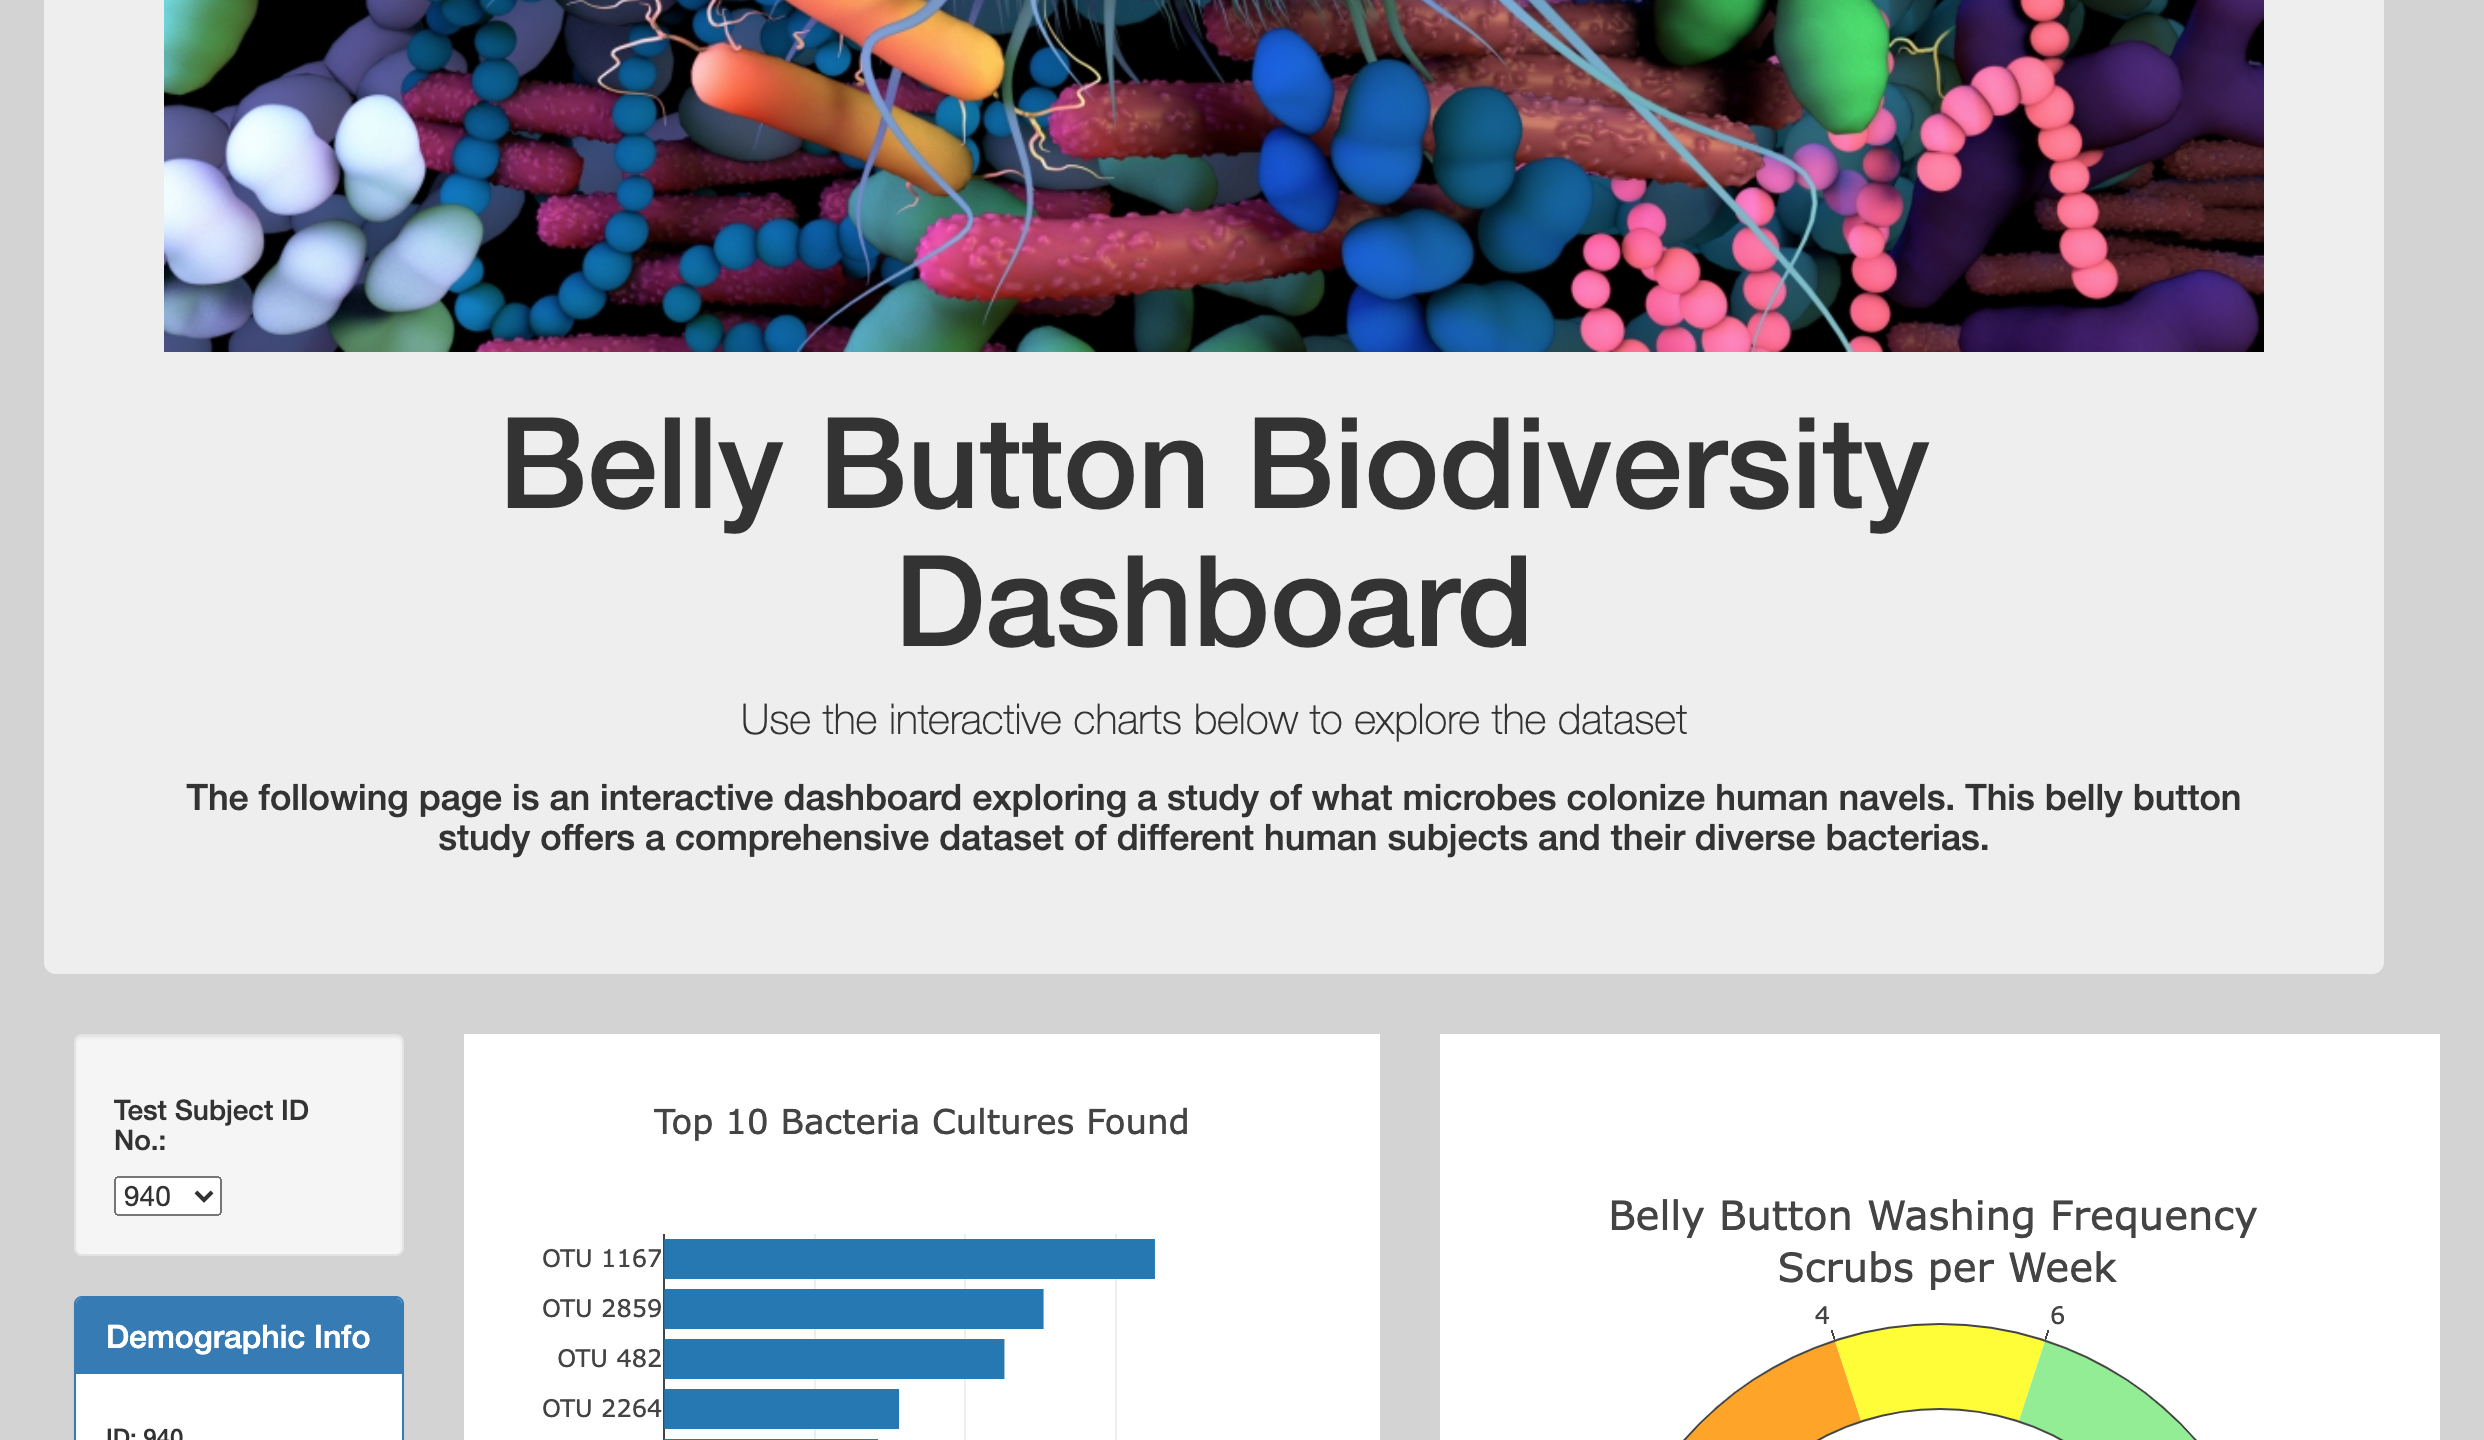 Belly Button Biodiversity
Dashboard
Use the interactive charts below to explore the dataset
The following page is an interactive dashboard exploring a study of what microbes colonize human navels. This belly button
study offers a comprehensive dataset of different human subjects and their diverse bacterias.
Test Subject ID
No.:
940
Demographic Info
ID: 940
Top 10 Bacteria Cultures Found
OTU 1167
OTU 2859
OTU 482
OTU 2264
Belly Button Washing Frequency
Scrubs per Week
4
6